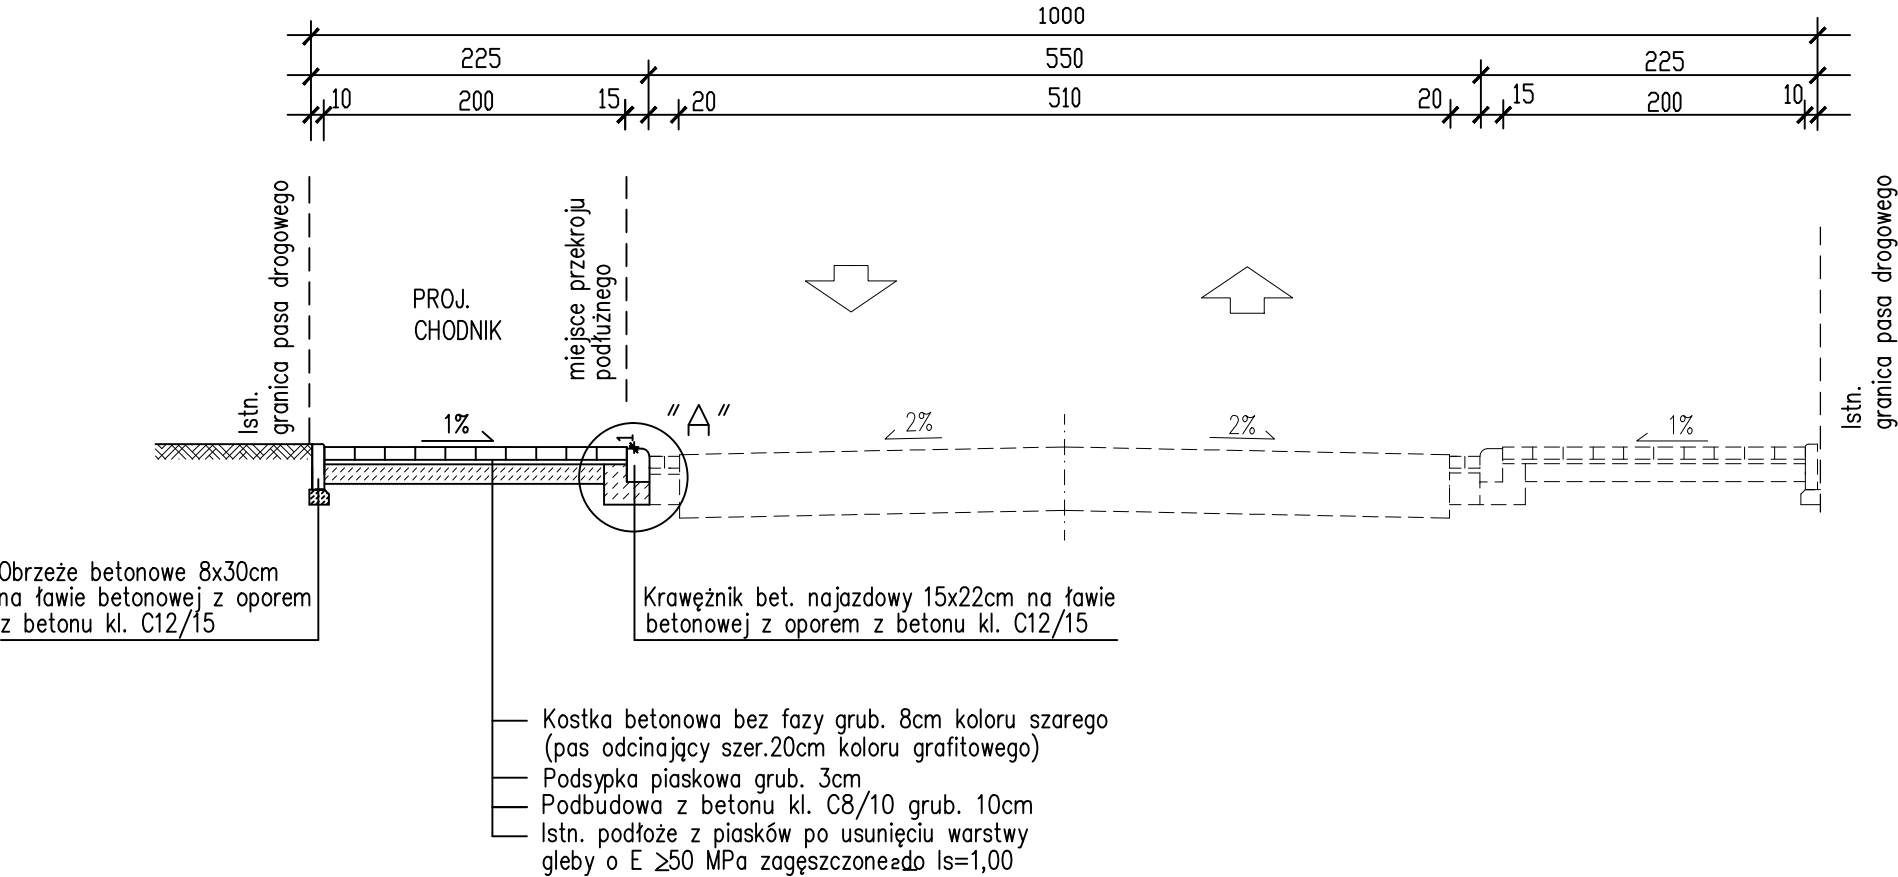 1000
225
550
225
10
200
15
20
510
20
15
200
10
Istn.
granica pasa drogowego
PROJ.
CHODNIK
miejsce przekroju
podłużnego
Istn.
granica pasa drogowego
1%
1
"A"
2%
2%
1%
Obrzeże betonowe 8x30cm
na ławie betonowej z oporem
z betonu kl. C12/15
Krawężnik bet. najazdowy 15x22cm na ławie
betonowej z oporem z betonu kl. C12/15
Kostka betonowa bez fazy grub. 8cm koloru szarego
(pas odcinający szer.20cm koloru grafitowego)
Podsypka piaskowa grub. 3cm
Podbudowa z betonu kl. C8/10 grub. 10cm
Istn. podłoże z piasków po usunięciu warstwy
gleby o E ≥50 MPa zagęszczone do Is=1,00